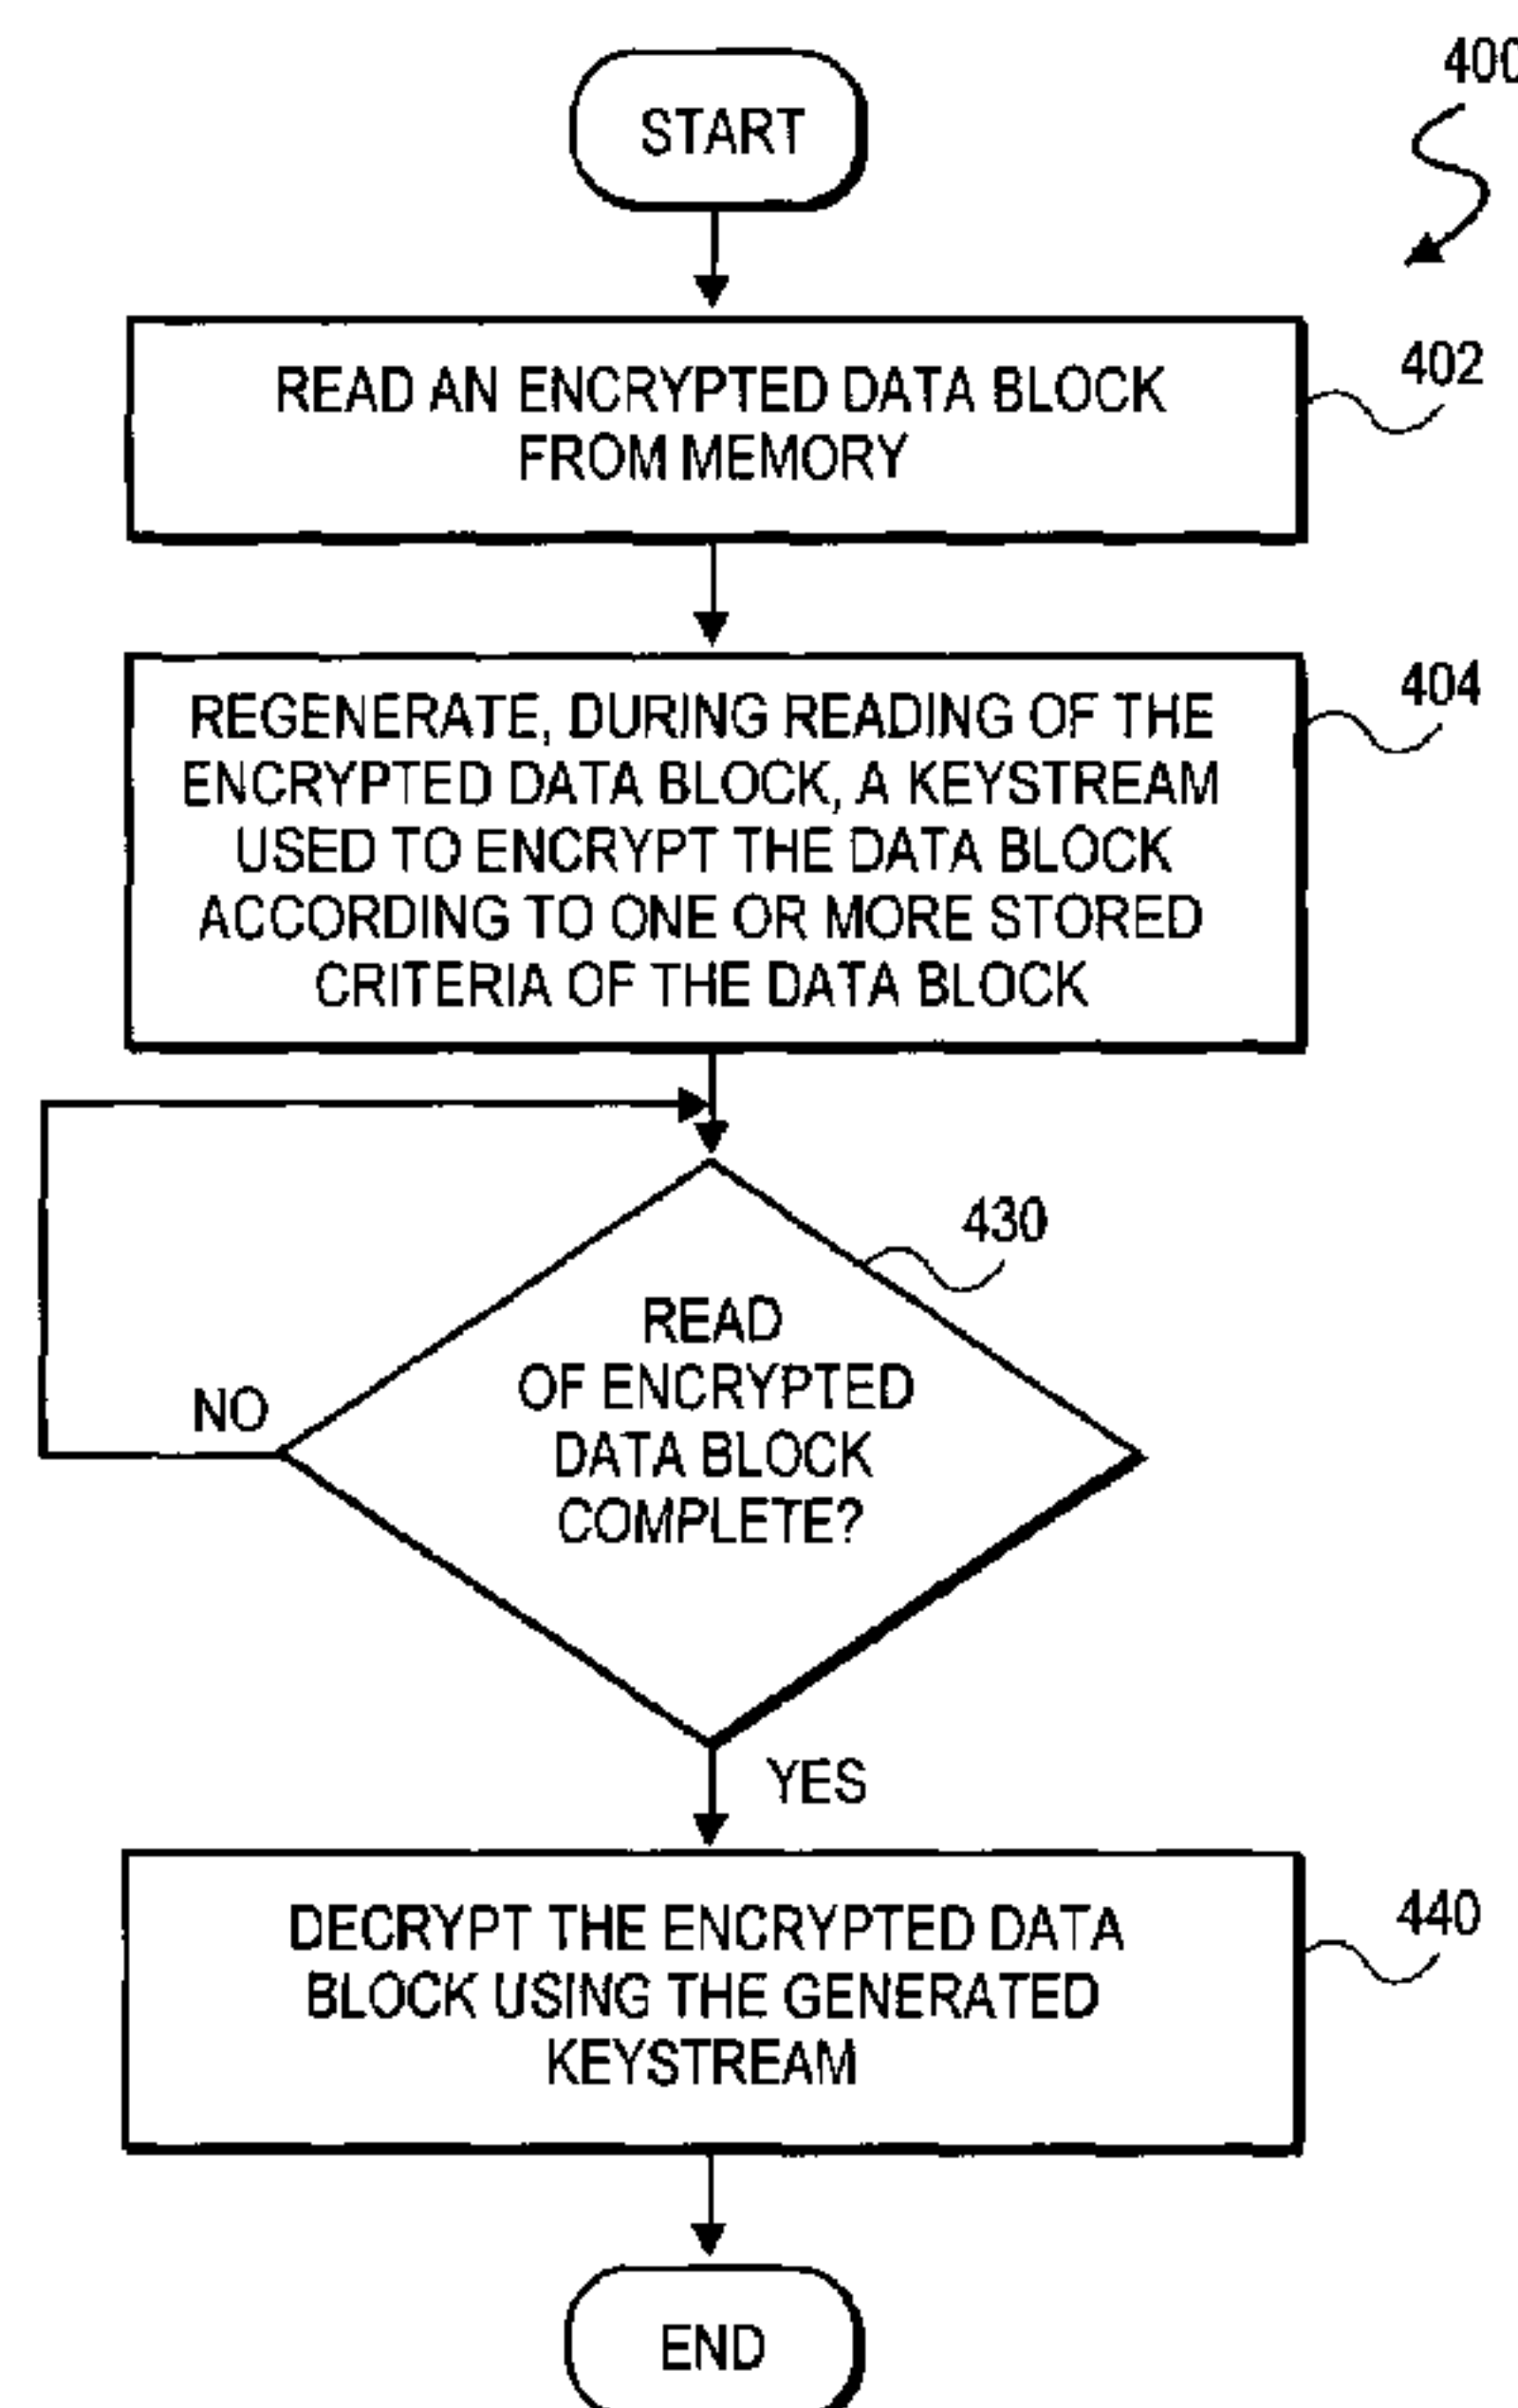 400
START
402
READ AN ENCRYPTED DATA BLOCK
FROM MEMORY
404
REGENERATE, DURING READING OF THE
ENCRYPTED DATA BLOCK, A KEYSTREAM
USED TO ENCRYPT THE DATA BLOCK
ACCORDING TO ONE OR MORE STORED
CRITERIA OF THE DATA BLOCK
430
READ
OF ENCRYPTED
DATA BLOCK
COMPLETE?
NO
YES
440
DECRYPT THE ENCRYPTED DATA
BLOCK USING THE GENERATED
KEYSTREAM
END